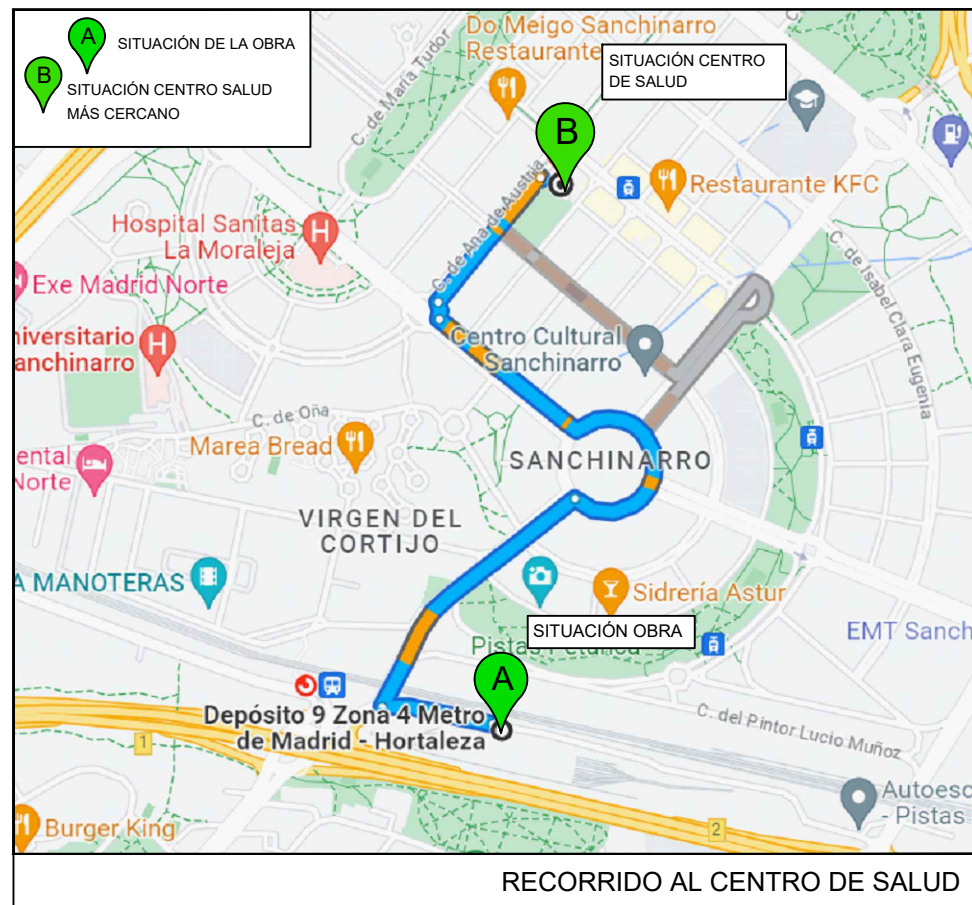 A
SITUACIÓN DE LA OBRA
B
SITUACIÓN CENTRO SALUD
MÁS CERCANO
Do Meigo Sanchinarro
Restaurante
SITUACIÓN CENTRO
DE SALUD
C. de María Tudor
B
Restaurante KFC
C. de Ana de Austria
Hospital Sanitas
La Moraleja
H
C. de Isabel Clara Eugenia
Exe Madrid Norte
niversitario
anchinarro
H
Centro Cultural
Sanchinarro
C. de Oña
Marea Bread
ental
Norte
SANCHINARRO
VIRGEN DEL
CORTIJO
A MANOTERAS
Sidrería Astur
SITUACIÓN OBRA
EMT Sanch
A
Depósito 9 Zona 4 Metro
de Madrid - Hortaleza
C. del Pintor Lucio Muñoz
1
Autoesc
- Pistas
Burger King
2
RECORRIDO AL CENTRO DE SALUD